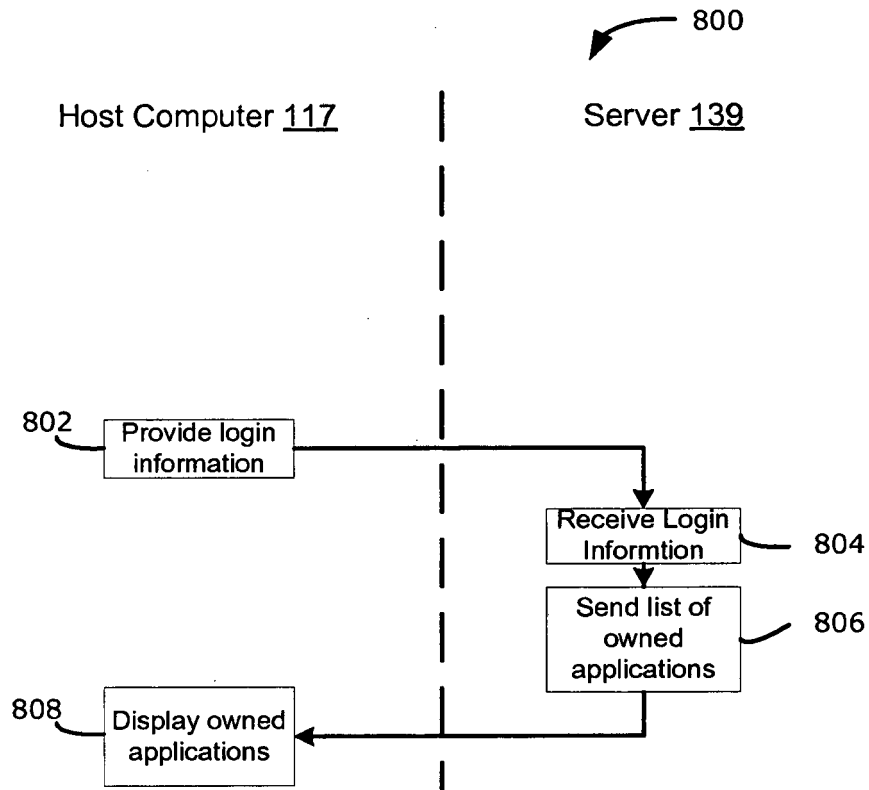 800
Host Computer 117
Server 139
802
Provide login
information
Receive Login
Informtion
804
Send list of
owned
applications
806
808
Display owned
applications